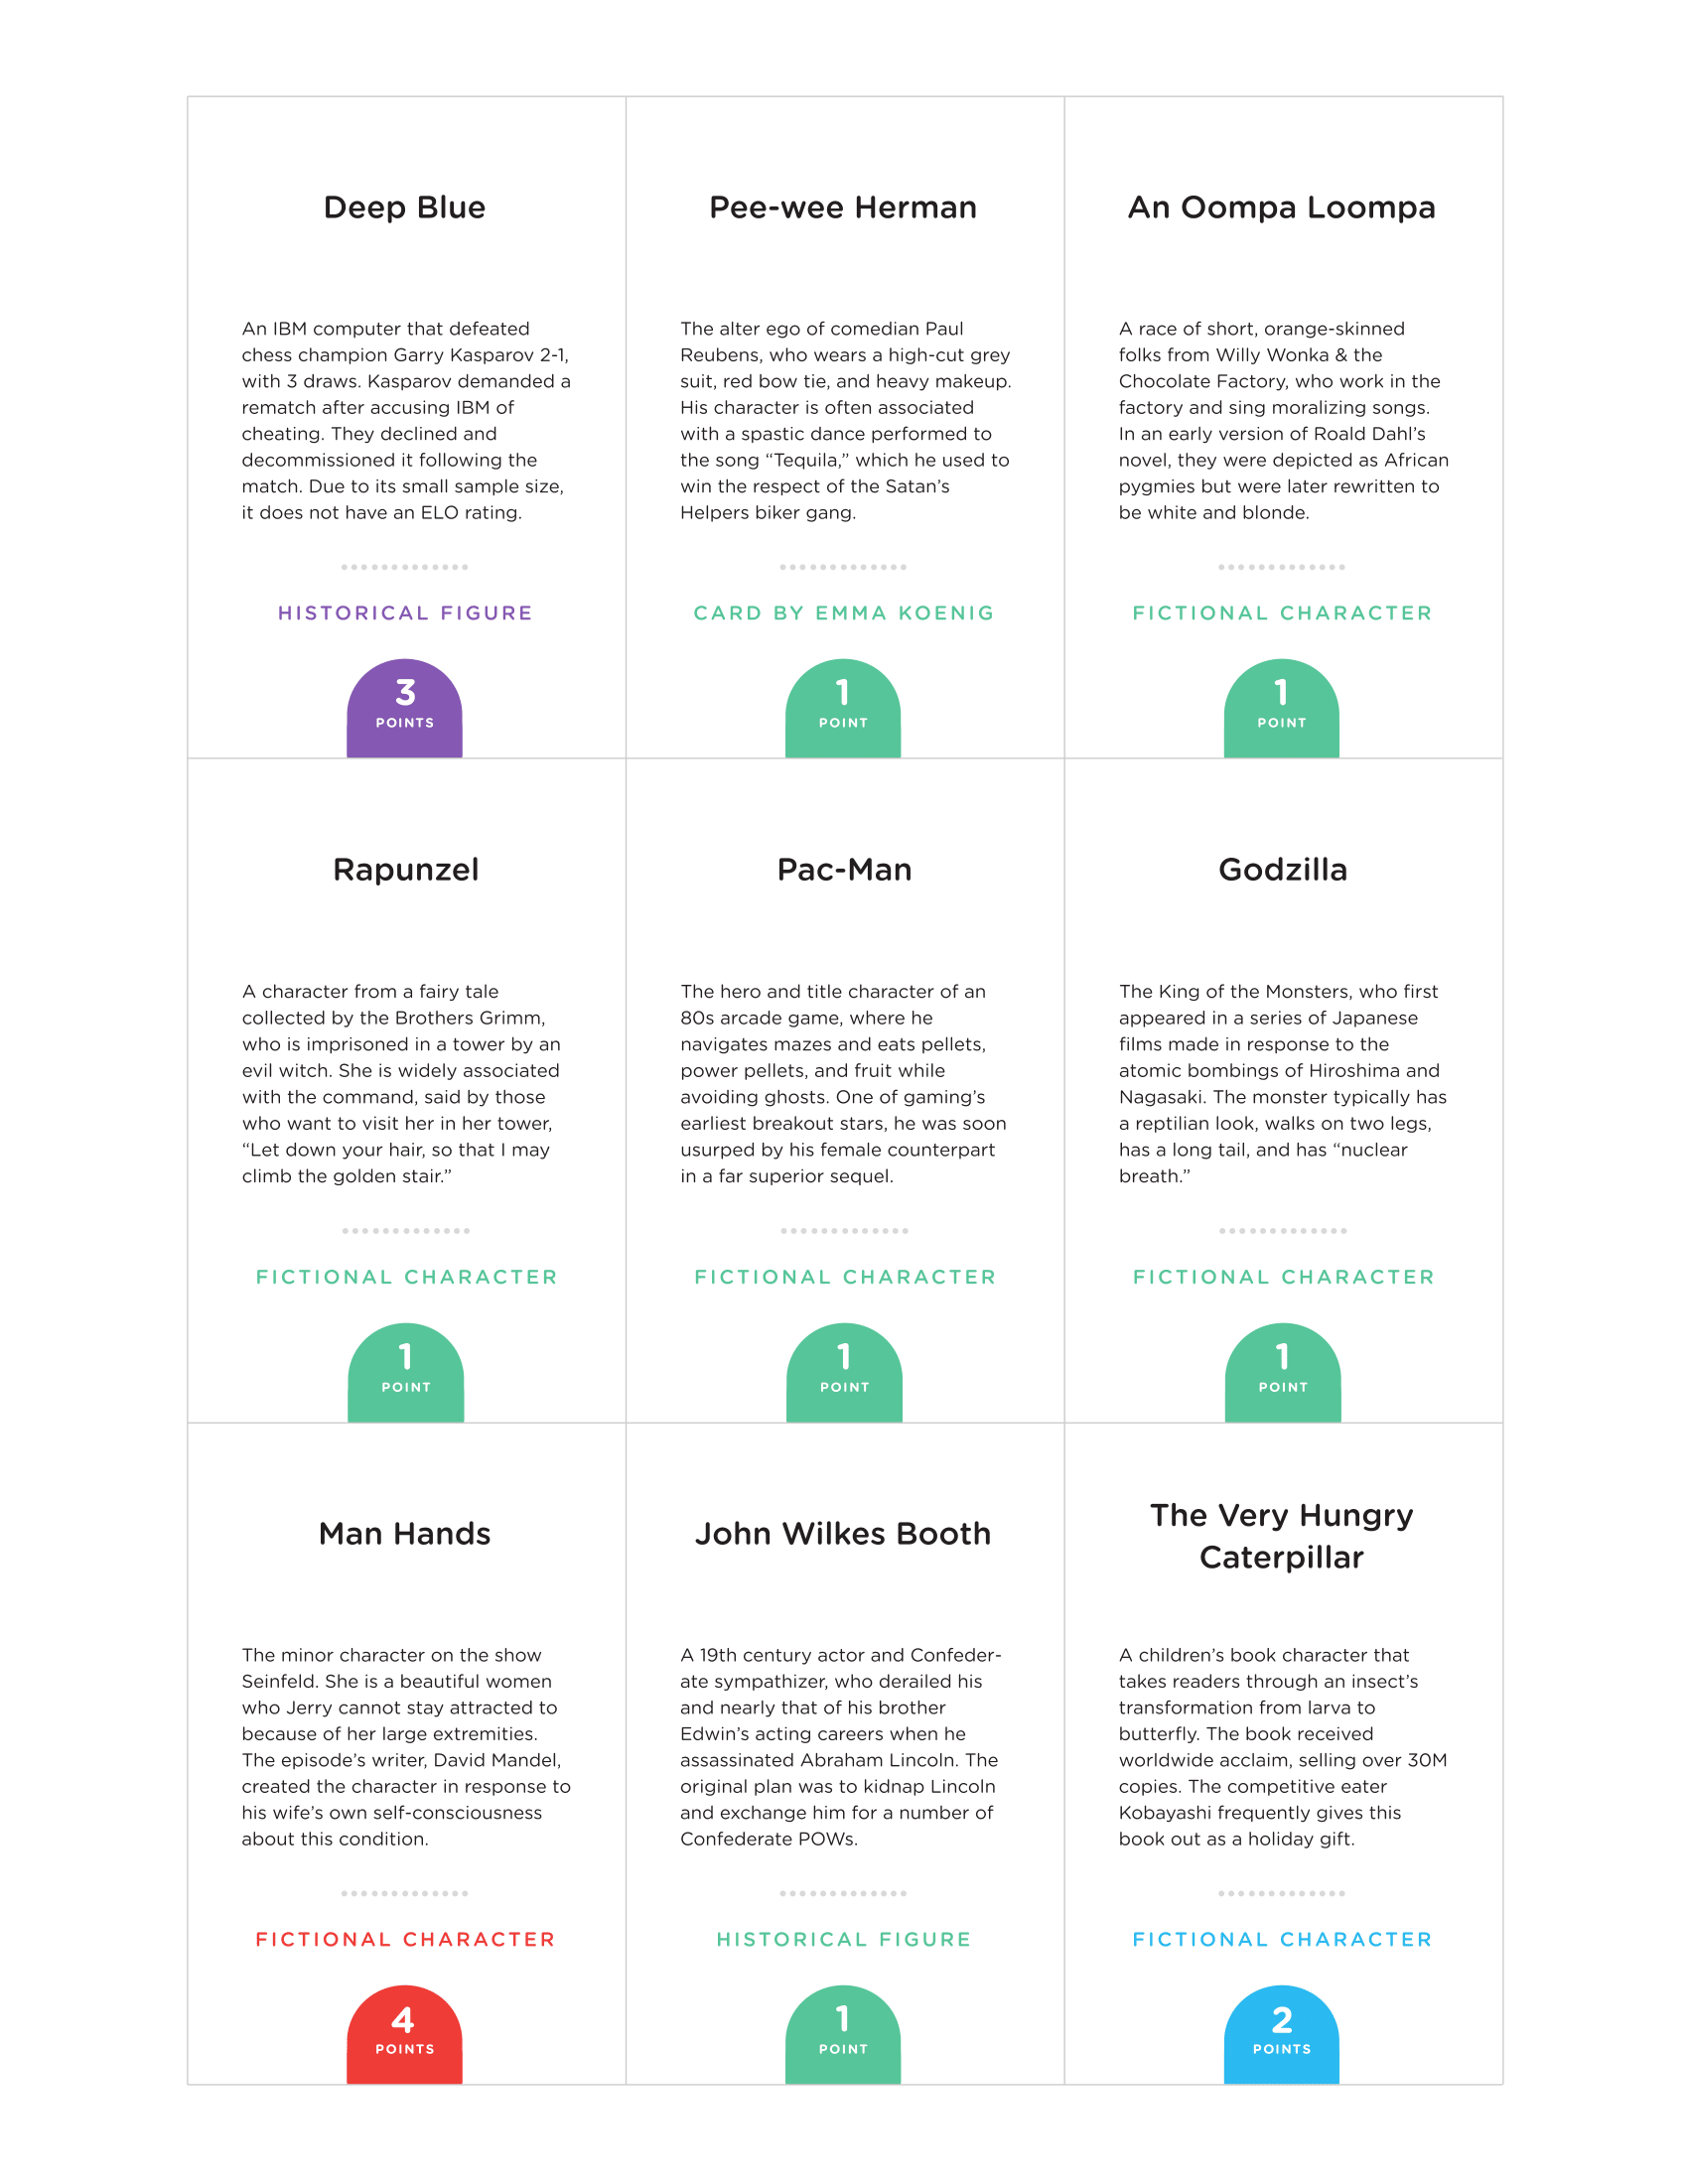 Deep Blue
An IBM computer that defeated
chess champion Garry Kasparov 2-1,
with 3 draws. Kasparov demanded a
rematch after accusing IBM of
cheating. They declined and
decommissioned it following the
match. Due to its small sample size,
it does not have an ELO rating.
HISTORICAL FIGURE
3
POINTS
Pee-wee Herman
The alter ego of comedian Paul
Reubens, who wears a high-cut grey
suit, red bow tie, and heavy makeup.
His character is often associated
with a spastic dance performed to
the song “Tequila,” which he used to
win the respect of the Satan’s
Helpers biker gang.
CARD BY EMMA KOENIG
1
POINT
An Oompa Loompa
A race of short, orange-skinned
folks from Willy Wonka & the
Chocolate Factory, who work in the
factory and sing moralizing songs.
In an early version of Roald Dahl’s
novel, they were depicted as African
pygmies but were later rewritten to
be white and blonde.
FICTIONAL CHARACTER
1
POINT
Rapunzel
A character from a fairy tale
collected by the Brothers Grimm,
who is imprisoned in a tower by an
evil witch. She is widely associated
with the command, said by those
who want to visit her in her tower,
“Let down your hair, so that I may
climb the golden stair.”
FICTIONAL CHARACTER
1
POINT
Pac-Man
The hero and title character of an
80s arcade game, where he
navigates mazes and eats pellets,
power pellets, and fruit while
avoiding ghosts. One of gaming’s
earliest breakout stars, he was soon
usurped by his female counterpart
in a far superior sequel.
FICTIONAL CHARACTER
1
POINT
Godzilla
The King of the Monsters, who first
appeared in a series of Japanese
films made in response to the
atomic bombings of Hiroshima and
Nagasaki. The monster typically has
a reptilian look, walks on two legs,
has a long tail, and has “nuclear
breath.”
FICTIONAL CHARACTER
1
POINT
Man Hands
The minor character on the show
Seinfeld. She is a beautiful women
who Jerry cannot stay attracted to
because of her large extremities.
The episode’s writer, David Mandel,
created the character in response to
his wife’s own self-consciousness
about this condition.
FICTIONAL CHARACTER
4
POINTS
John Wilkes Booth
A 19th century actor and Confeder-
ate sympathizer, who derailed his
and nearly that of his brother
Edwin’s acting careers when he
assassinated Abraham Lincoln. The
original plan was to kidnap Lincoln
and exchange him for a number of
Confederate POWs.
HISTORICAL FIGURE
1
POINT
The Very Hungry
Caterpillar
A children’s book character that
takes readers through an insect’s
transformation from larva to
butterfly. The book received
worldwide acclaim, selling over 30M
copies. The competitive eater
Kobayashi frequently gives this
book out as a holiday gift.
FICTIONAL CHARACTER
2
POINTS